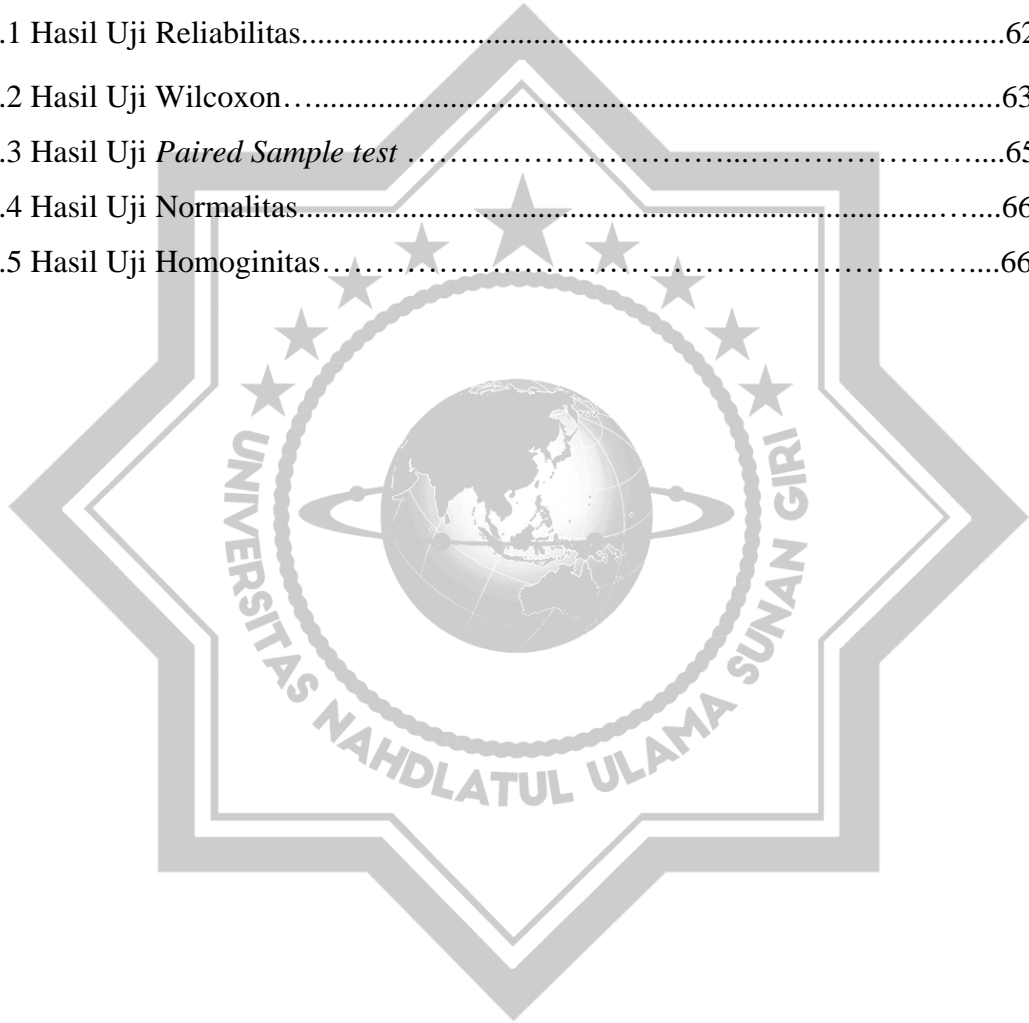 .1 Hasil Uji Reliabilitas..........................................................................................62
.2 Hasil Uji Wilcoxon…........................................................................................63
.3 Hasil Uji Paired Sample test …………………………....…………………....65
.4 Hasil Uji Normalitas.................................................................................…....66
.5 Hasil Uji Homoginitas……………………………………………………....66
UNIVERSITAS NAHDLATUL ULAMA SUNAN GIRI